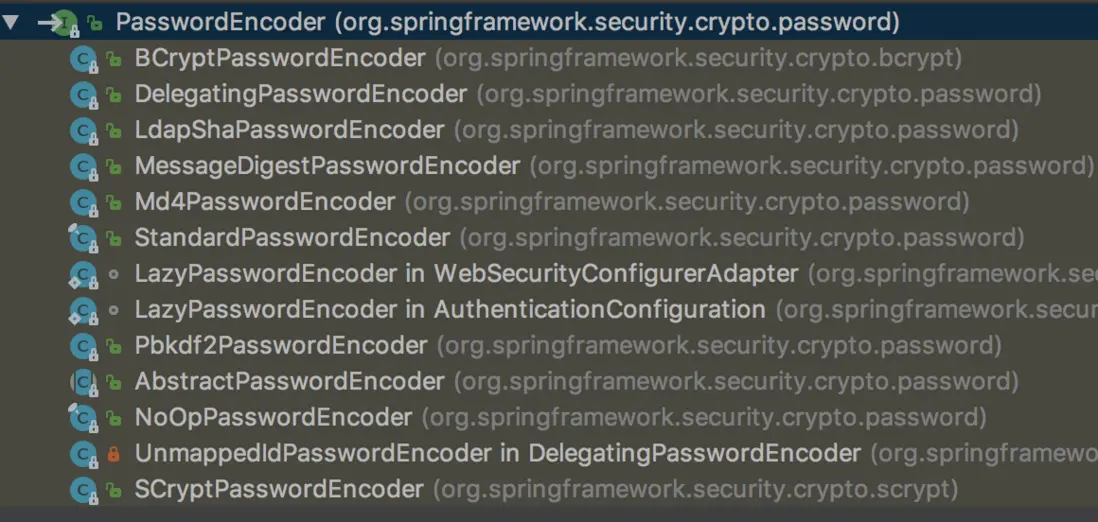 PasswordEncoder (org.springframework.security.crypto.password)
BCryptPasswordEncoder (org.springframework.security.crypto.bcrypt)
DelegatingPasswordEncoder (org.springframework.security.crypto.password)
LdapShaPasswordEncoder (org.springframework.security.crypto.password)
MessageDigestPasswordEncoder (org.springframework.security.crypto.password)
Md4PasswordEncoder (org.springframework.security.crypto.password)
StandardPasswordEncoder (org.springframework.security.crypto.password)
LazyPasswordEncoder in WebSecurityConfigurerAdapter (org.springframework.se
LazyPasswordEncoder in AuthenticationConfiguration (org.springframework.secur
Pbkdf2PasswordEncoder (org.springframework.security.crypto.password)
AbstractPasswordEncoder (org.springframework.security.crypto.password)
NoOpPasswordEncoder (org.springframework.security.crypto.password)
UnmappedIdPasswordEncoder in DelegatingPasswordEncoder (org.springframewo
SCryptPasswordEncoder (org.springframework.security.crypto.scrypt)